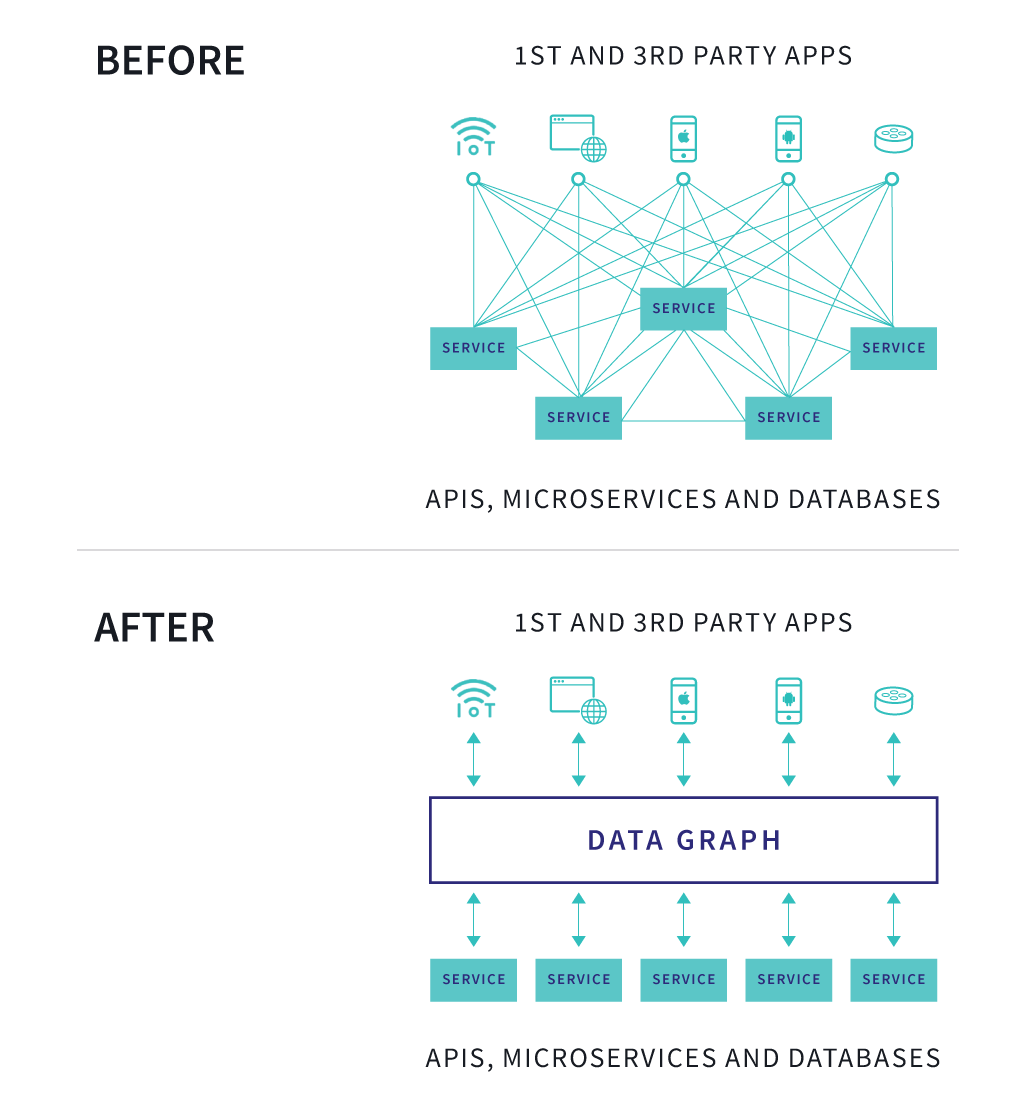 BEFORE
1ST AND 3RD PARTY APPS
IOT
SERVICE
SERVICE
SERVICE
SERVICE
SERVICE
APIS, MICROSERVICES AND DATABASES
AFTER
1ST AND 3RD PARTY APPS
IOT
DATA GRAPH
SERVICE SERVICE SERVICE SERVICE SERVICE
APIS, MICROSERVICES AND DATABASES